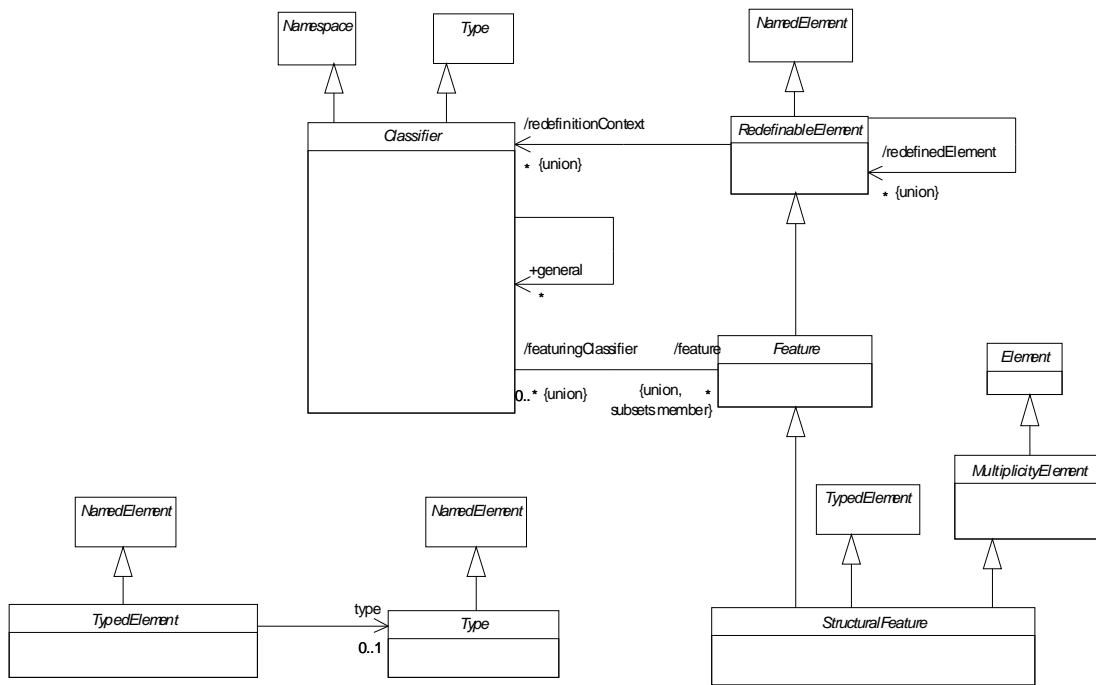 Namespace
Type
NamedElement
Classifier
/redefinitionContext
* {union}
RedefinableElement
/redefinedElement
* {union}
+general
*
/featuringClassifier
0..* {union}
/feature
{union, *
subsets member}
Feature
Element
MultiplicityElement
NamedElement
NamedElement
TypedElement
TypedElement
type
0..1
Type
StructuralFeature